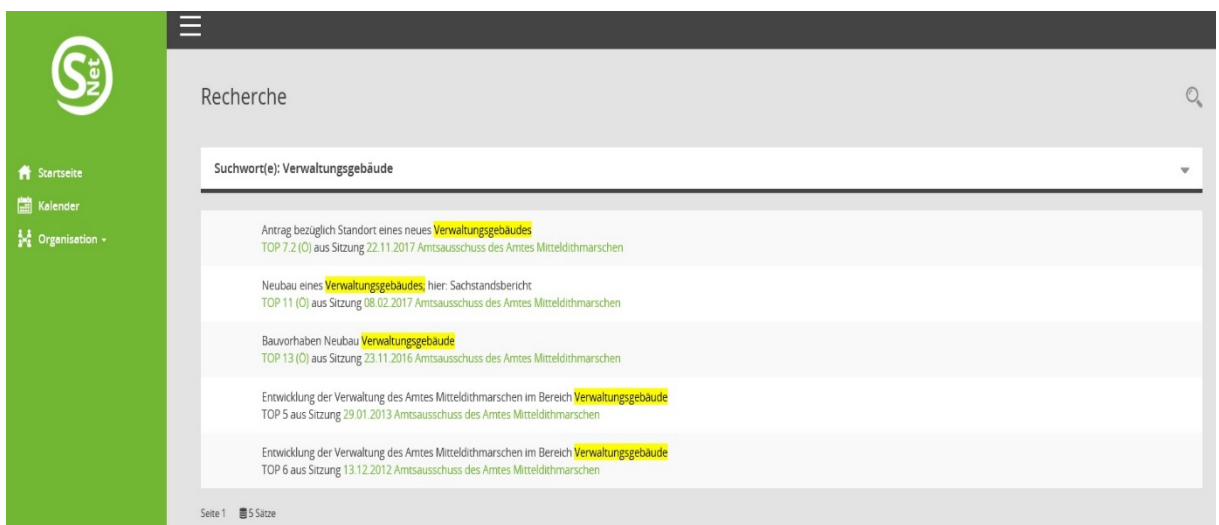 S Net
Recherche
Startseite
Kalender
Organisation
Suchwort(e): Verwaltungsgebäude
Antrag bezüglich Standort eines neues Verwaltungsgebäudes
TOP 7.2 (Ö) aus Sitzung 22.11.2017 Amtsausschuss des Amtes Mitteldithmarschen
Neubau eines Verwaltungsgebäudes; hier: Sachstandsbericht
TOP 11 (Ö) aus Sitzung 08.02.2017 Amtsausschuss des Amtes Mitteldithmarschen
Bauvorhaben Neubau Verwaltungsgebäude
TOP 13 (Ö) aus Sitzung 23.11.2016 Amtsausschuss des Amtes Mitteldithmarschen
Entwicklung der Verwaltung des Amtes Mitteldithmarschen im Bereich Verwaltungsgebäude
TOP 5 aus Sitzung 29.01.2013 Amtsausschuss des Amtes Mitteldithmarschen
Entwicklung der Verwaltung des Amtes Mitteldithmarschen im Bereich Verwaltungsgebäude
TOP 6 aus Sitzung 13.12.2012 Amtsausschuss des Amtes Mitteldithmarschen
Seite 1 5 Sätze